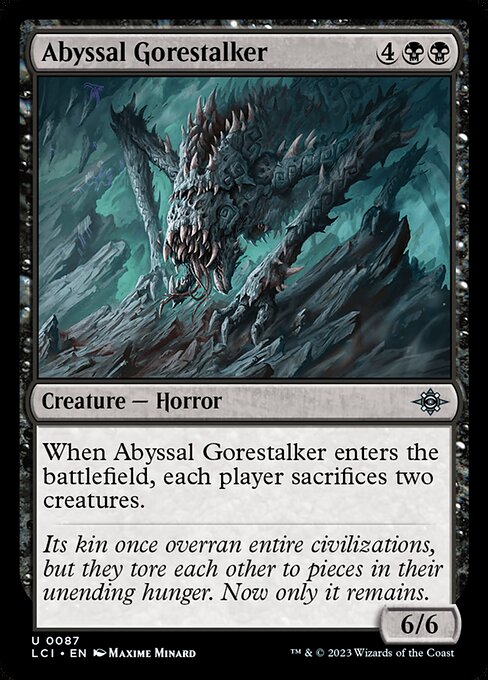 Abyssal Gorestalker 4
Creature — Horror
When Abyssal Gorestalker enters the
battlefield, each player sacrifices two
creatures.
Its kin once overran entire civilizations,
but they tore each other to pieces in their
unending hunger. Now only it remains.
6/6
U 0087
LCI • EN Maxime Minard
™ & © 2023 Wizards of the Coast